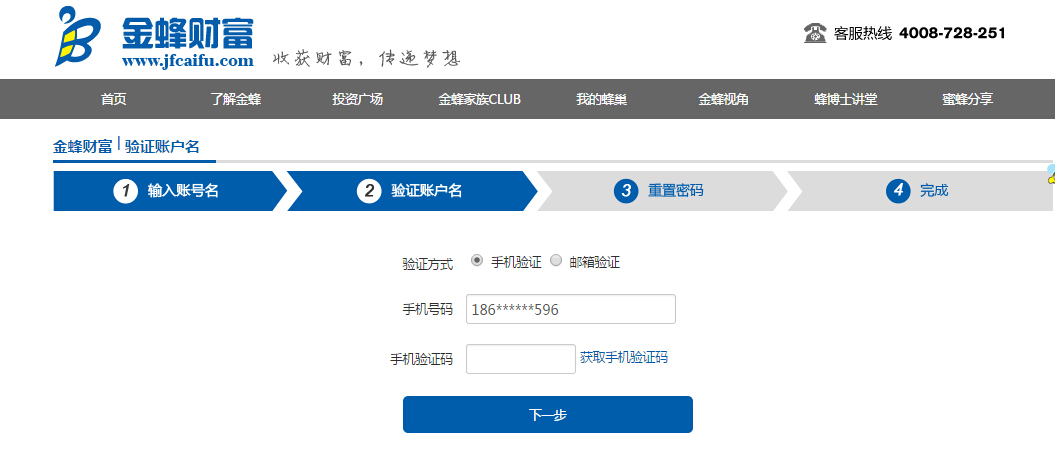 金蜂财富
www.jfcaifu.com
收获财富，传递梦想
客服热线 4008-728-251
首页 了解金蜂 投资广场 金蜂家族CLUB 我的蜂巢 金蜂视角 蜂博士讲堂 蜜蜂分享
金蜂财富 | 验证账户名
1 输入账号名 2 验证账户名 3 重置密码 4 完成
验证方式 手机验证 邮箱验证
手机号码 186******596
手机验证码 获取手机验证码
下一步